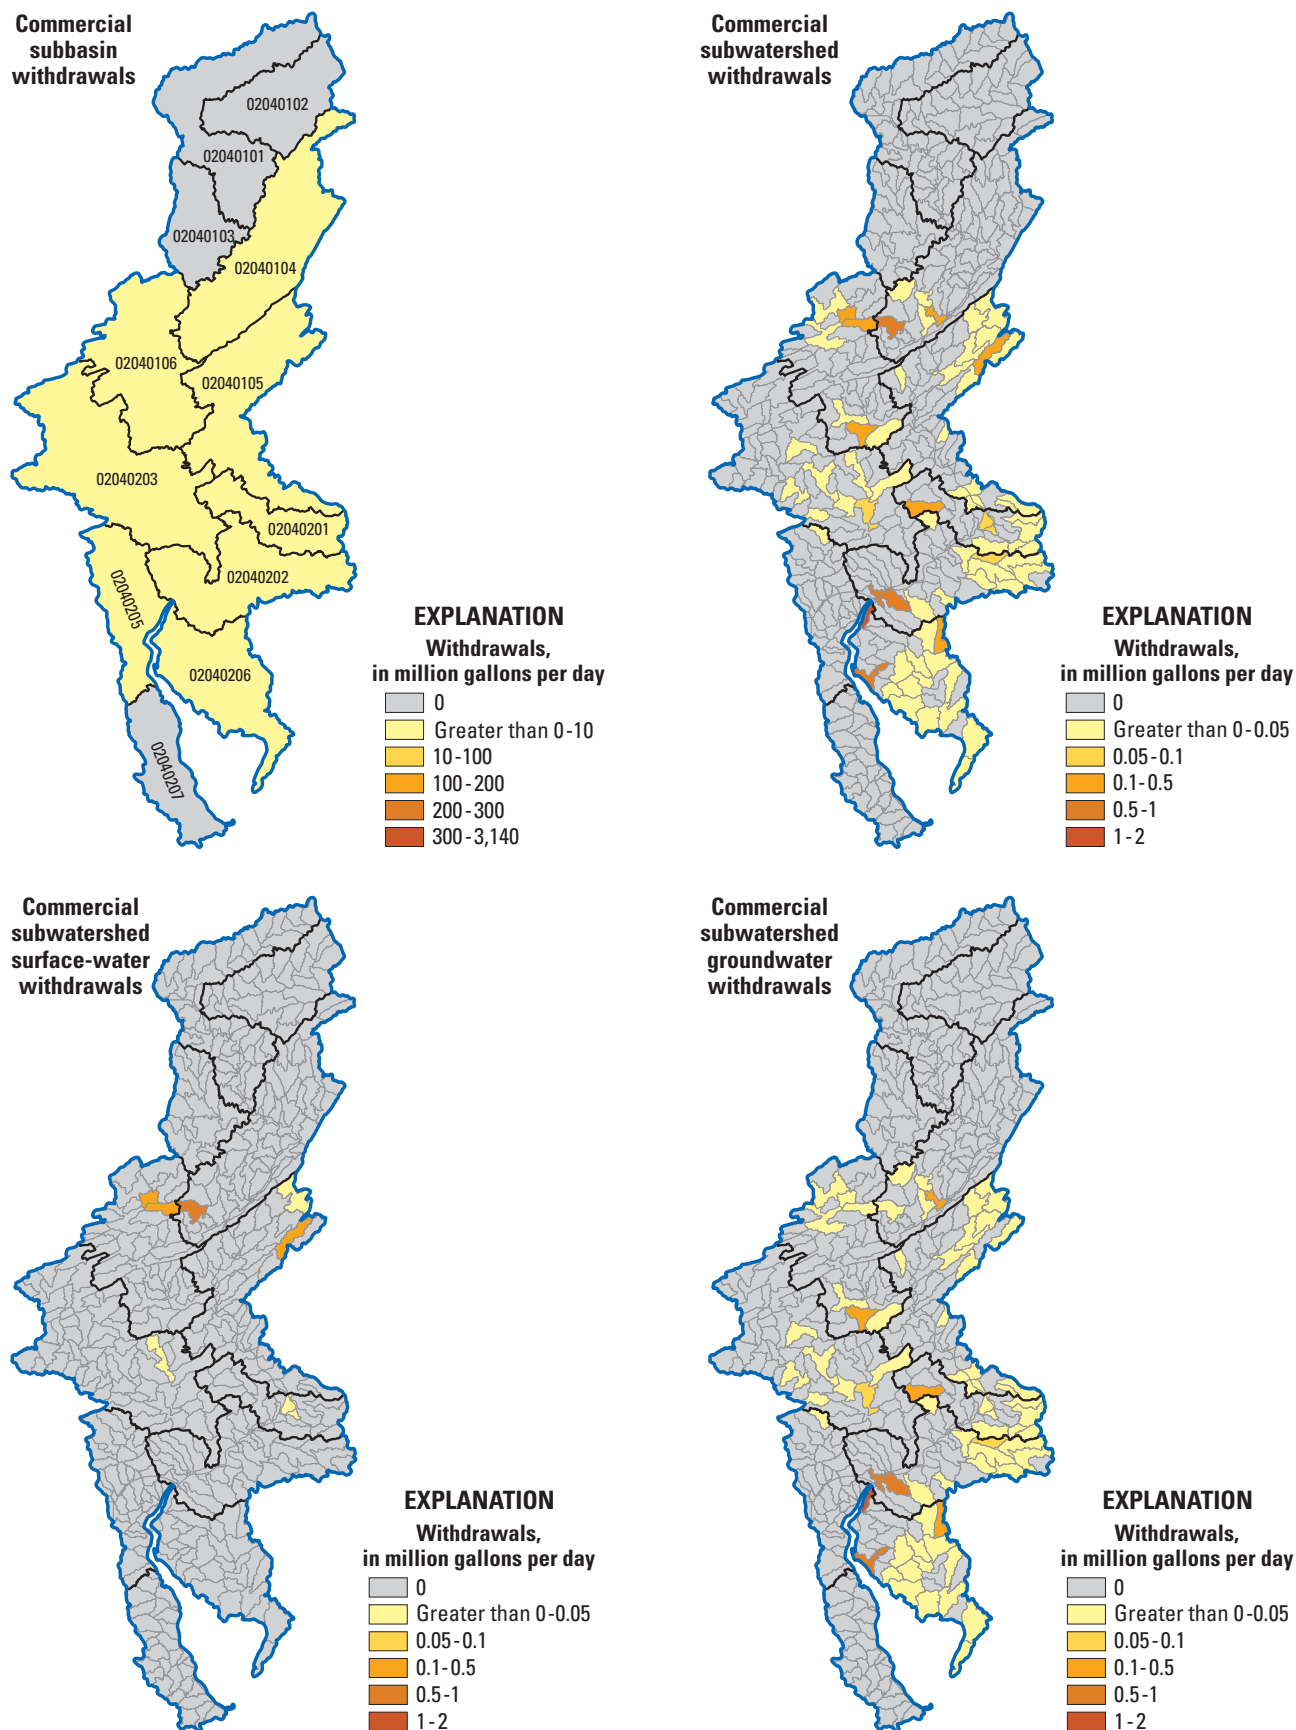 Commercial
subbasin
withdrawals
02040102
02040101
02040103
02040104
02040106
02040105
02040203
02040201
02040202
02040205
02040206
02040207
EXPLANATION
Withdrawals,
in million gallons per day
0
Greater than 0-10
10-100
100-200
200-300
300-3,140
Commercial
subwatershed
withdrawals
EXPLANATION
Withdrawals,
in million gallons per day
0
Greater than 0-0.05
0.05-0.1
0.1-0.5
0.5-1
1-2
Commercial
subwatershed
surface-water
withdrawals
EXPLANATION
Withdrawals,
in million gallons per day
0
Greater than 0-0.05
0.05-0.1
0.1-0.5
0.5-1
1-2
Commercial
subwatershed
groundwater
withdrawals
EXPLANATION
Withdrawals,
in million gallons per day
0
Greater than 0-0.05
0.05-0.1
0.1-0.5
0.5-1
1-2